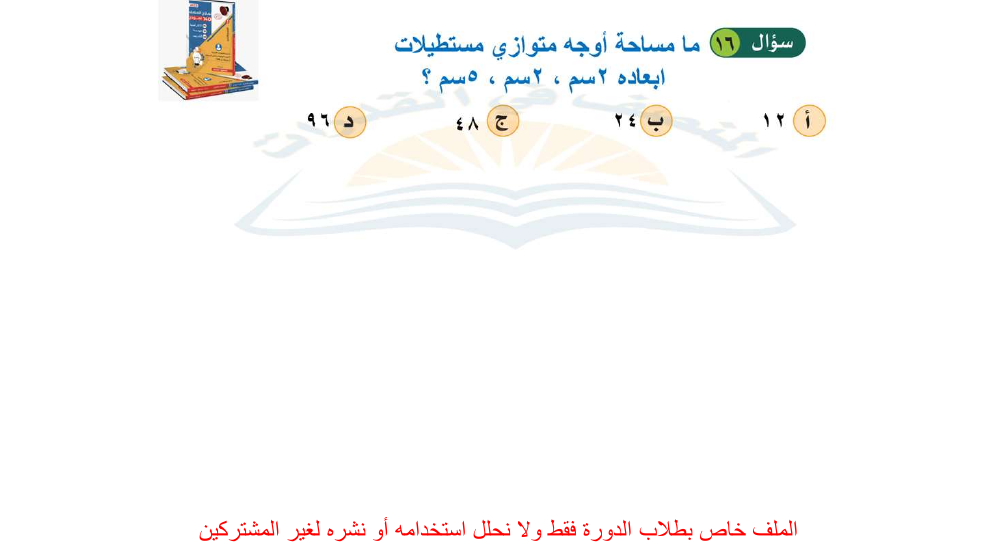 سؤال ١٦ ما مساحة أوجه متوازي مستطيلات
ابعاده ٢سم ، ٢سم ، ٥سم ؟
أ ١٢ ب ٢٤ ج ٤٨ د ٩٦
الملف خاص بطلاب الدورة فقط ولا نحلل استخدامه أو نشره لغير المشتركين